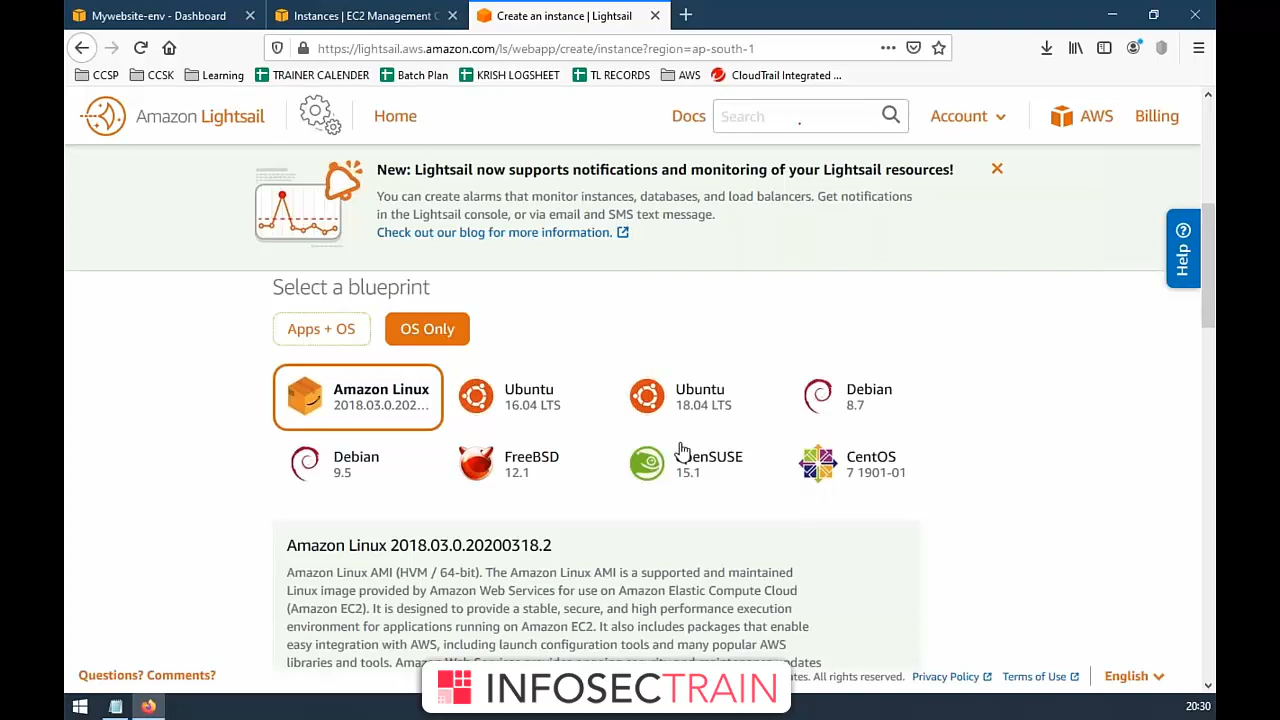 Mywebsite-env - Dashboard
Instances | EC2 Management C
Create an instance | Lightsail
https://lightsail.aws.amazon.com/ls/webapp/create/instance?region=ap-south-1
CCSP
CCSK
Learning
TRAINER CALENDER
Batch Plan
KRISH LOGSHEET
TL RECORDS
AWS
CloudTrail Integrated ...
Amazon Lightsail
Home
Docs
Search
Account
AWS
Billing
New: Lightsail now supports notifications and monitoring of your Lightsail resources!
You can create alarms that monitor instances, databases, and load balancers. Get notifications
in the Lightsail console, or via email and SMS text message.
Check out our blog for more information.
Help
Select a blueprint
Apps + OS
OS Only
Amazon Linux
2018.03.0.202...
Ubuntu
16.04 LTS
Ubuntu
18.04 LTS
Debian
8.7
Debian
9.5
FreeBSD
12.1
enSUSE
15.1
CentOS
7 1901-01
Amazon Linux 2018.03.0.20200318.2
Amazon Linux AMI (HVM / 64-bit). The Amazon Linux AMI is a supported and maintained
Linux image provided by Amazon Web Services for use on Amazon Elastic Compute Cloud
(Amazon EC2). It is designed to provide a stable, secure, and high performance execution
environment for applications running on Amazon EC2. It also includes packages that enable
easy integration with AWS, including launch configuration tools and many popular AWS
libraries and tools.
Questions? Comments?
All rights reserved.
Privacy Policy
Terms of Use
English
INFOSECTRAIN
20:30